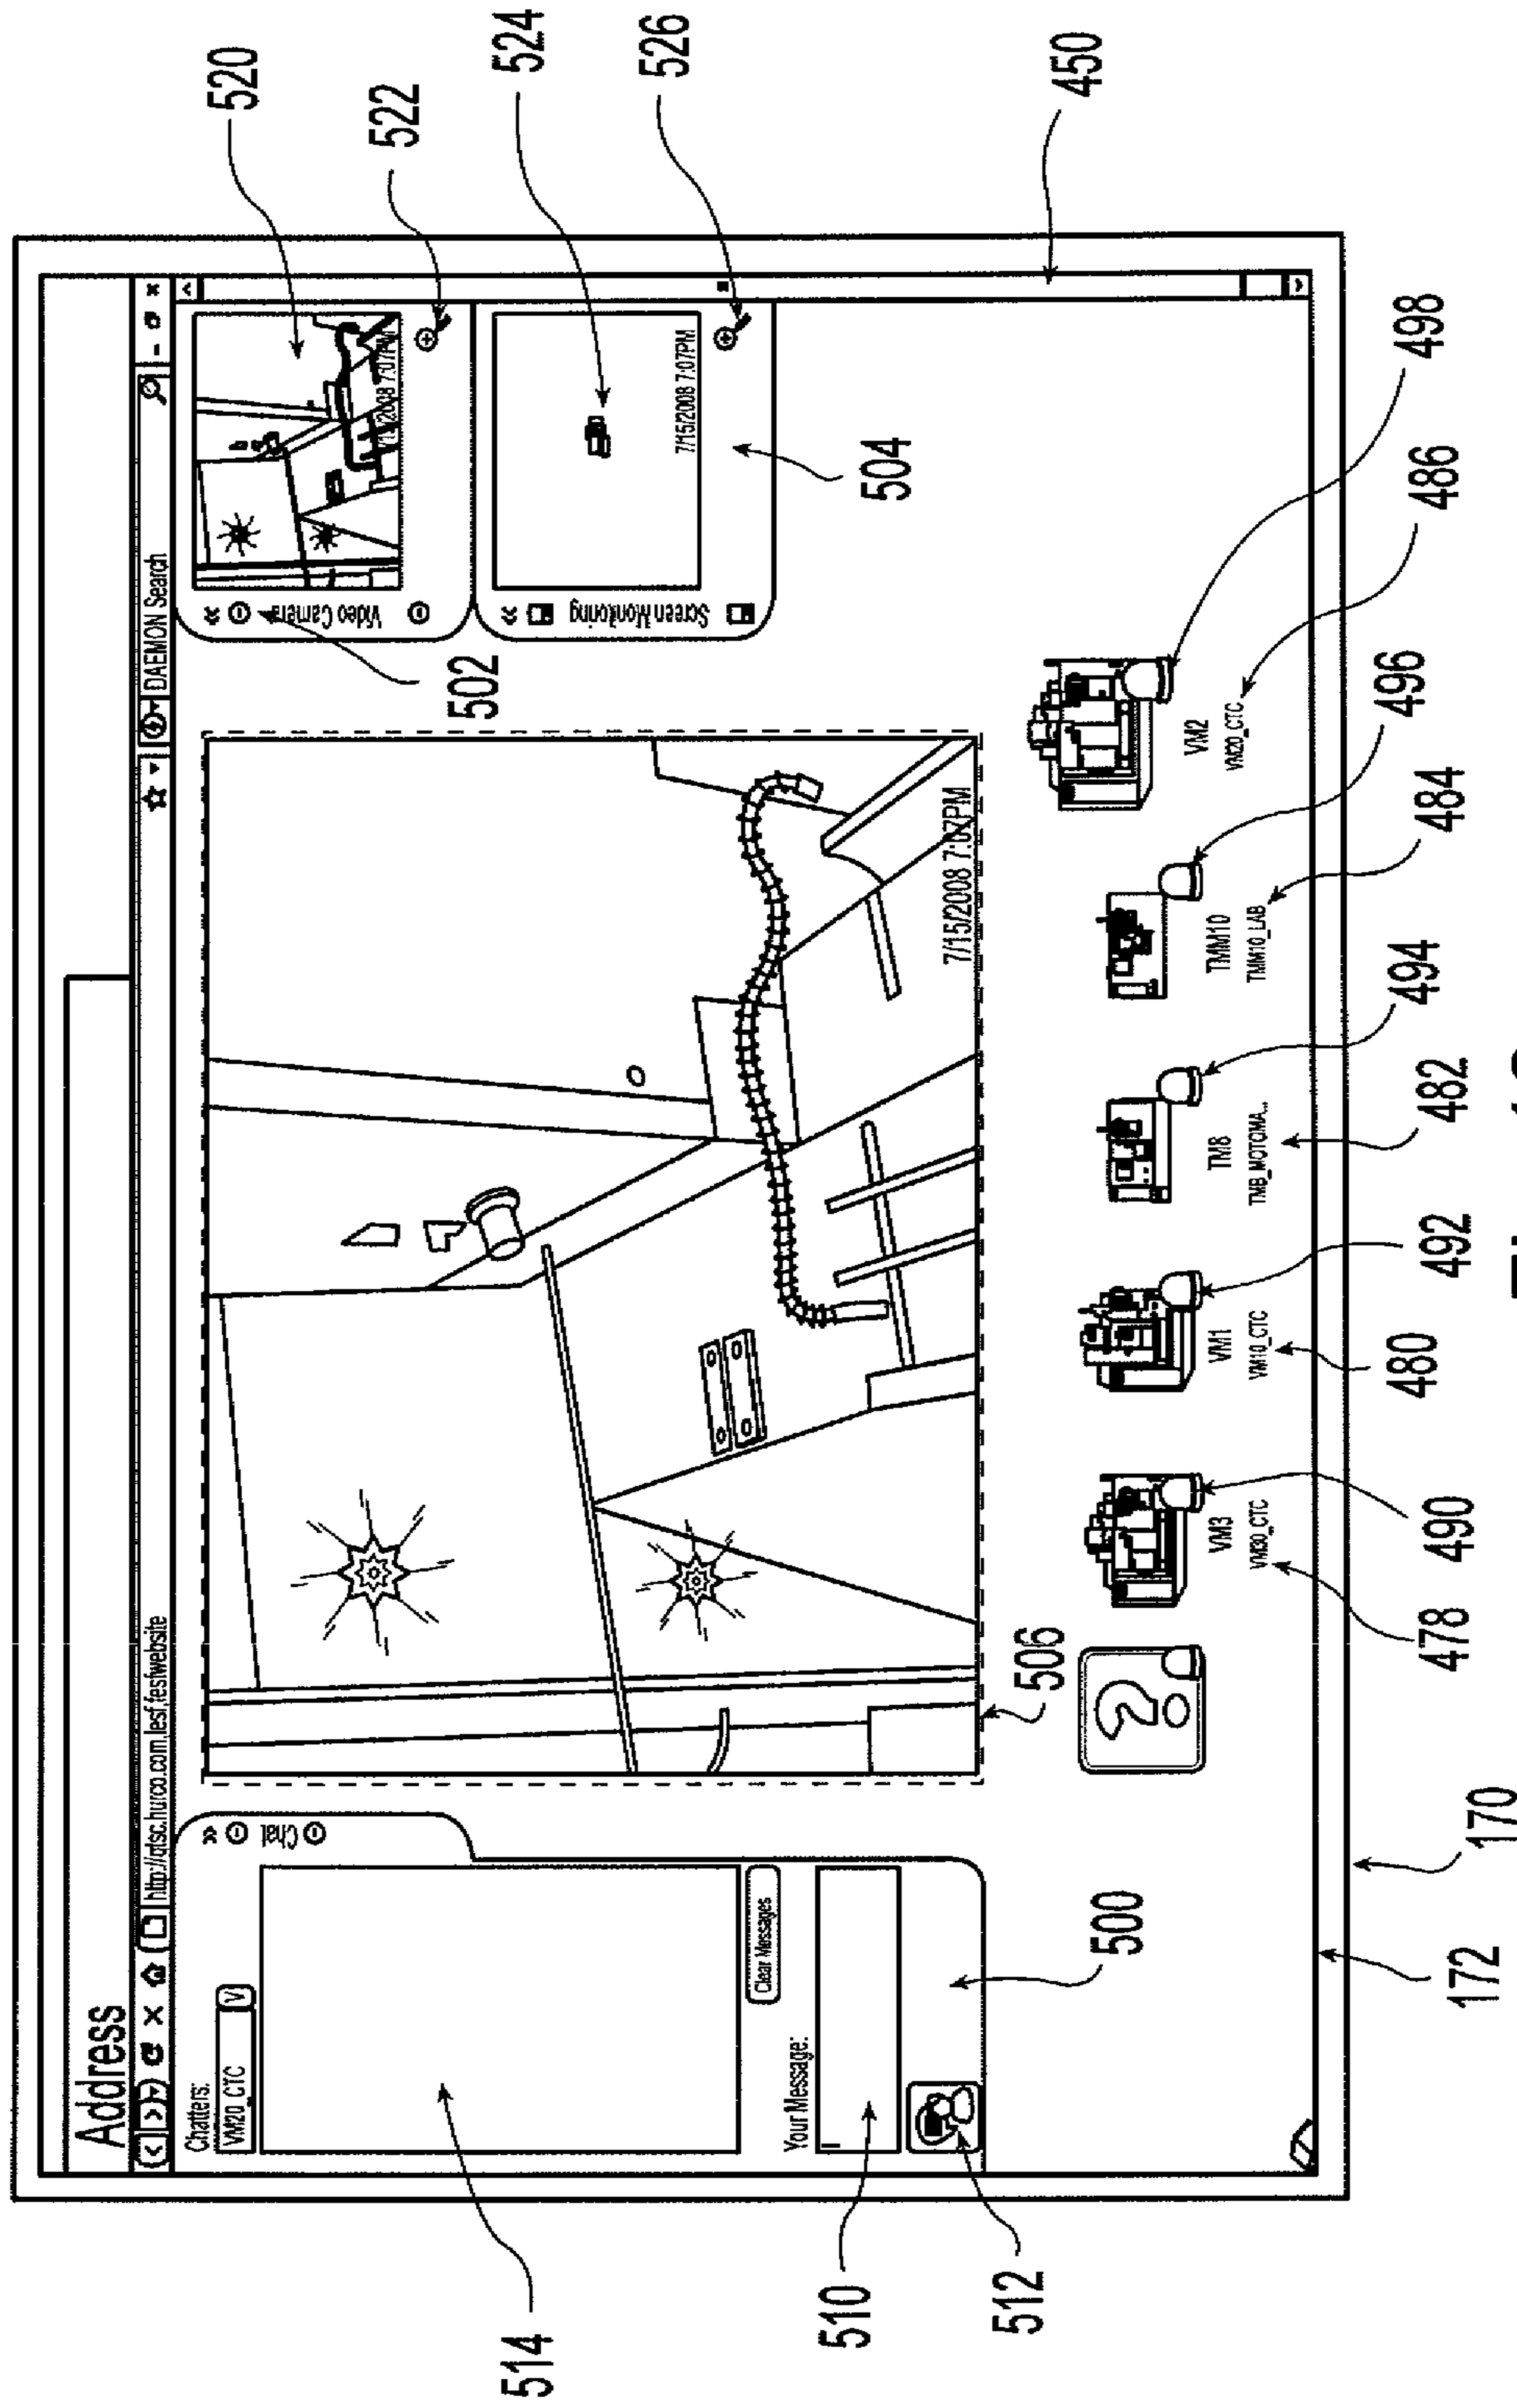 Address
http://qtsc.hurco.com/esf/esfwebsite
DAEMON Search
Chatters:
VM20_CTC
V
Chat
Clear Messages
Your Message:
Video Camera
7/15/2008 7:07PM
Screen Monitoring
7/15/2008 7:07PM
7/15/2008 7:07PM
?
VM3
VM30_CTC
VM1
VM10_CTC
TM8
TM8_MOTOMA...
TMM10
TMM10_LAB
VM2
VM20_CTC
520
522
524
526
450
502
504
498
486
496
484
494
482
492
480
490
478
506
170
172
500
514
510
512